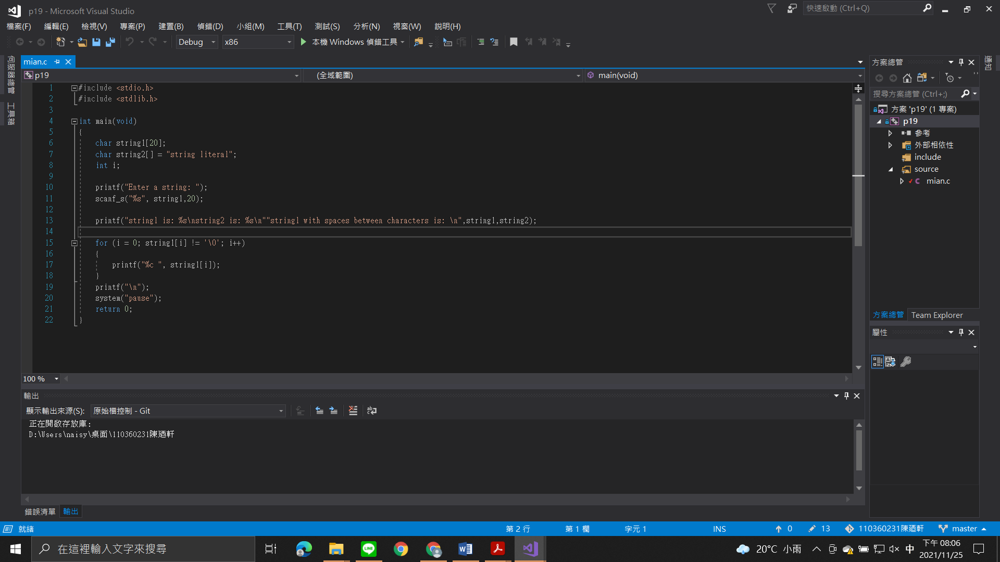 p19 - Microsoft Visual Studio
快速啟動 (Ctrl+Q)
檔案(F) 編輯(E) 檢視(V) 專案(P) 建置(B) 偵錯(D) 小組(M) 工具(T) 測試(S) 分析(N) 視窗(W) 說明(H)
Debug x86 本機 Windows 偵錯工具
伺服器總管
工具箱
mian.c
p19 (全域範圍) main(void)
1 #include <stdio.h>
2 #include <stdlib.h>
3
4 int main(void)
5 {
6 char string1[20];
7 char string2[] = "string literal";
8 int i;
9
10 printf("Enter a string: ");
11 scanf_s("%s", string1,20);
12
13 printf("string1 is: %s\nstring2 is: %s\n""string1 with spaces between characters is: \n",string1,string2);
14
15 for (i = 0; string1[i] != '\0'; i++)
16 {
17 printf("%c ", string1[i]);
18 }
19 printf("\n");
20 system("pause");
21 return 0;
22 }
100 %
輸出
顯示輸出來源(S): 原始檔控制 - Git
正在開啟存放庫:
D:\Users\naisy\桌面\110360231陳廼軒
錯誤清單 輸出
方案總管
搜尋方案總管 (Ctrl+;)
方案 'p19' (1 專案)
p19
參考
外部相依性
include
source
mian.c
方案總管 Team Explorer
屬性
通知
就緒 第 2 行 第 1 欄 字元 1 INS 0 13 110360231陳廼軒 master
在這裡輸入文字來搜尋
20°C 小雨
中
下午 08:06
2021/11/25